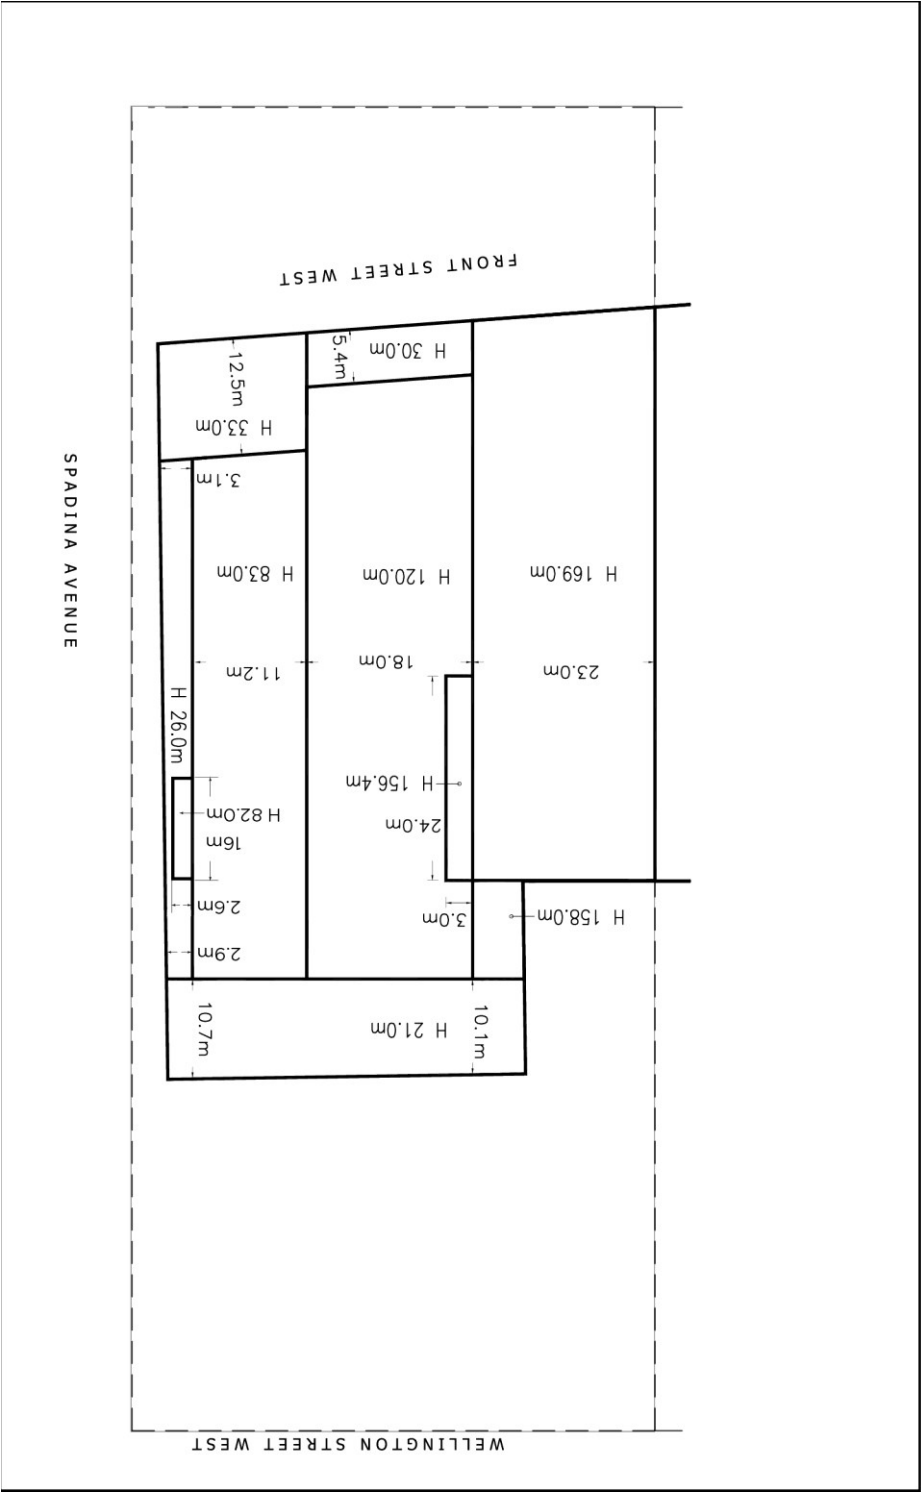 FRONT STREET WEST
5.4m
H 30.0m
12.5m
H 33.0m
3.1m
SPADINA AVENUE
H 83.0m
H 120.0m
H 169.0m
11.2m
18.0m
23.0m
H 26.0m
H 156.4m
H 82.0m
16m
24.0m
2.6m
3.0m
H 158.0m
2.9m
10.7m
H 21.0m
10.1m
WELLINGTON STREET WEST